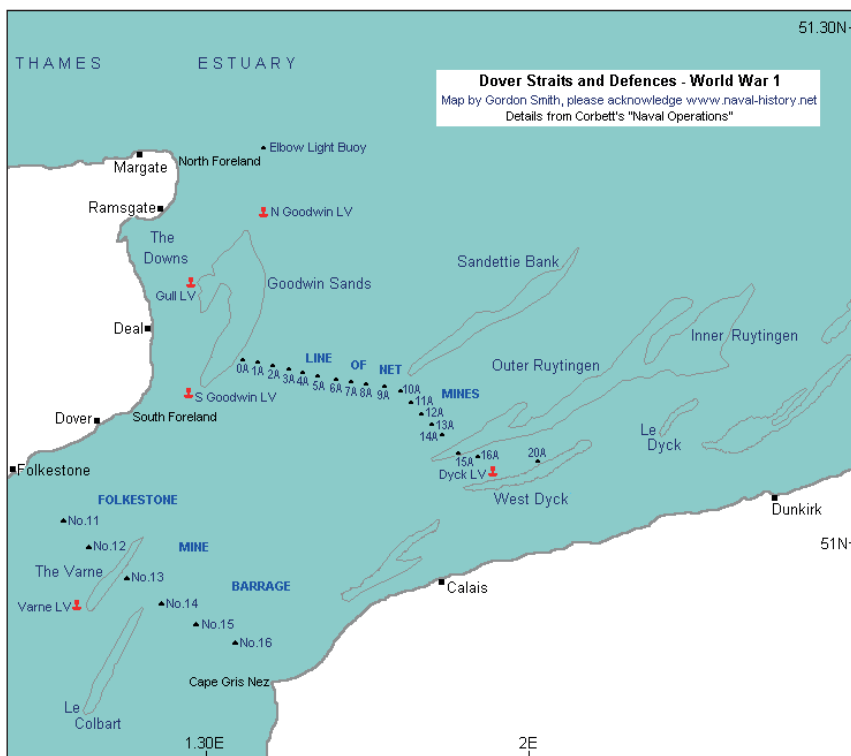 51.30N
THAMES ESTUARY
Dover Straits and Defences - World War 1
Map by Gordon Smith, please acknowledge www.naval-history.net
Details from Corbett's "Naval Operations"
Elbow Light Buoy
North Foreland
Margate
Ramsgate
N Goodwin LV
The
Downs
Sandettie Bank
Goodwin Sands
Gull LV
Deal
Inner Ruytingen
LINE OF NET MINES
Outer Ruytingen
0A 1A 2A 3A 4A 5A 6A 7A 8A 9A 10A
11A
12A
13A
14A
S Goodwin LV
South Foreland
Dover
Le
Dyck
15A 16A 20A
Dyck LV
West Dyck
Folkestone
Dunkirk
FOLKESTONE MINE BARRAGE
No.11
No.12
51N
The Varne
No.13
Calais
Varne LV
No.14
No.15
No.16
Cape Gris Nez
Le
Colbart
1.30E
2E